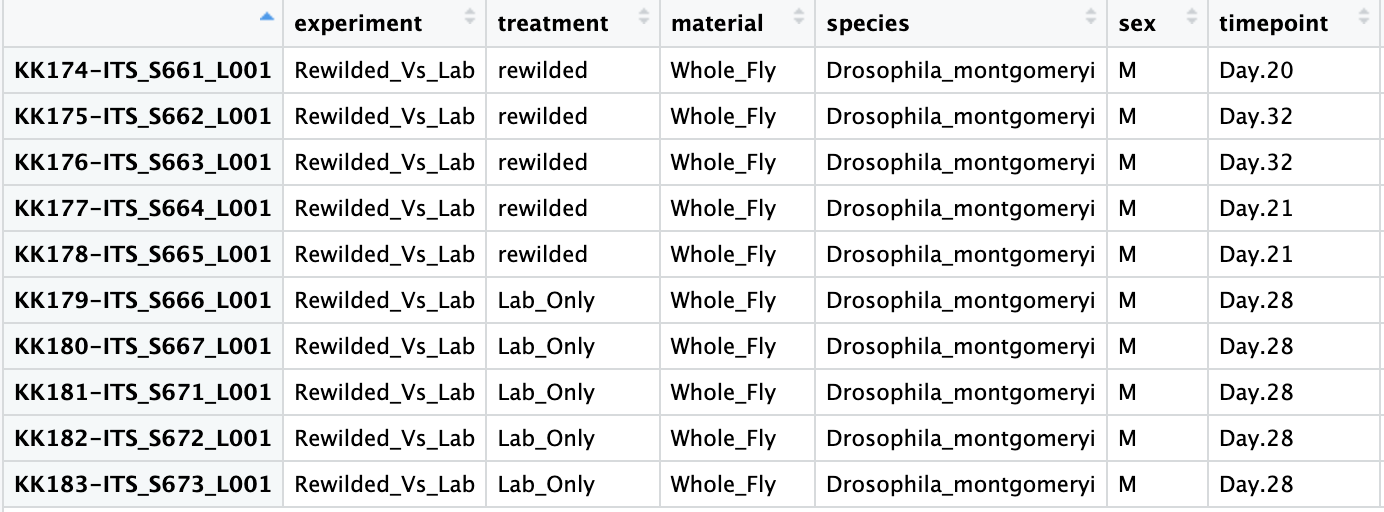 experiment treatment material species sex timepoint
KK174-ITS_S661_L001 Rewilded_Vs_Lab rewilded Whole_Fly Drosophila_montgomeryi M Day.20
KK175-ITS_S662_L001 Rewilded_Vs_Lab rewilded Whole_Fly Drosophila_montgomeryi M Day.32
KK176-ITS_S663_L001 Rewilded_Vs_Lab rewilded Whole_Fly Drosophila_montgomeryi M Day.32
KK177-ITS_S664_L001 Rewilded_Vs_Lab rewilded Whole_Fly Drosophila_montgomeryi M Day.21
KK178-ITS_S665_L001 Rewilded_Vs_Lab rewilded Whole_Fly Drosophila_montgomeryi M Day.21
KK179-ITS_S666_L001 Rewilded_Vs_Lab Lab_Only Whole_Fly Drosophila_montgomeryi M Day.28
KK180-ITS_S667_L001 Rewilded_Vs_Lab Lab_Only Whole_Fly Drosophila_montgomeryi M Day.28
KK181-ITS_S671_L001 Rewilded_Vs_Lab Lab_Only Whole_Fly Drosophila_montgomeryi M Day.28
KK182-ITS_S672_L001 Rewilded_Vs_Lab Lab_Only Whole_Fly Drosophila_montgomeryi M Day.28
KK183-ITS_S673_L001 Rewilded_Vs_Lab Lab_Only Whole_Fly Drosophila_montgomeryi M Day.28